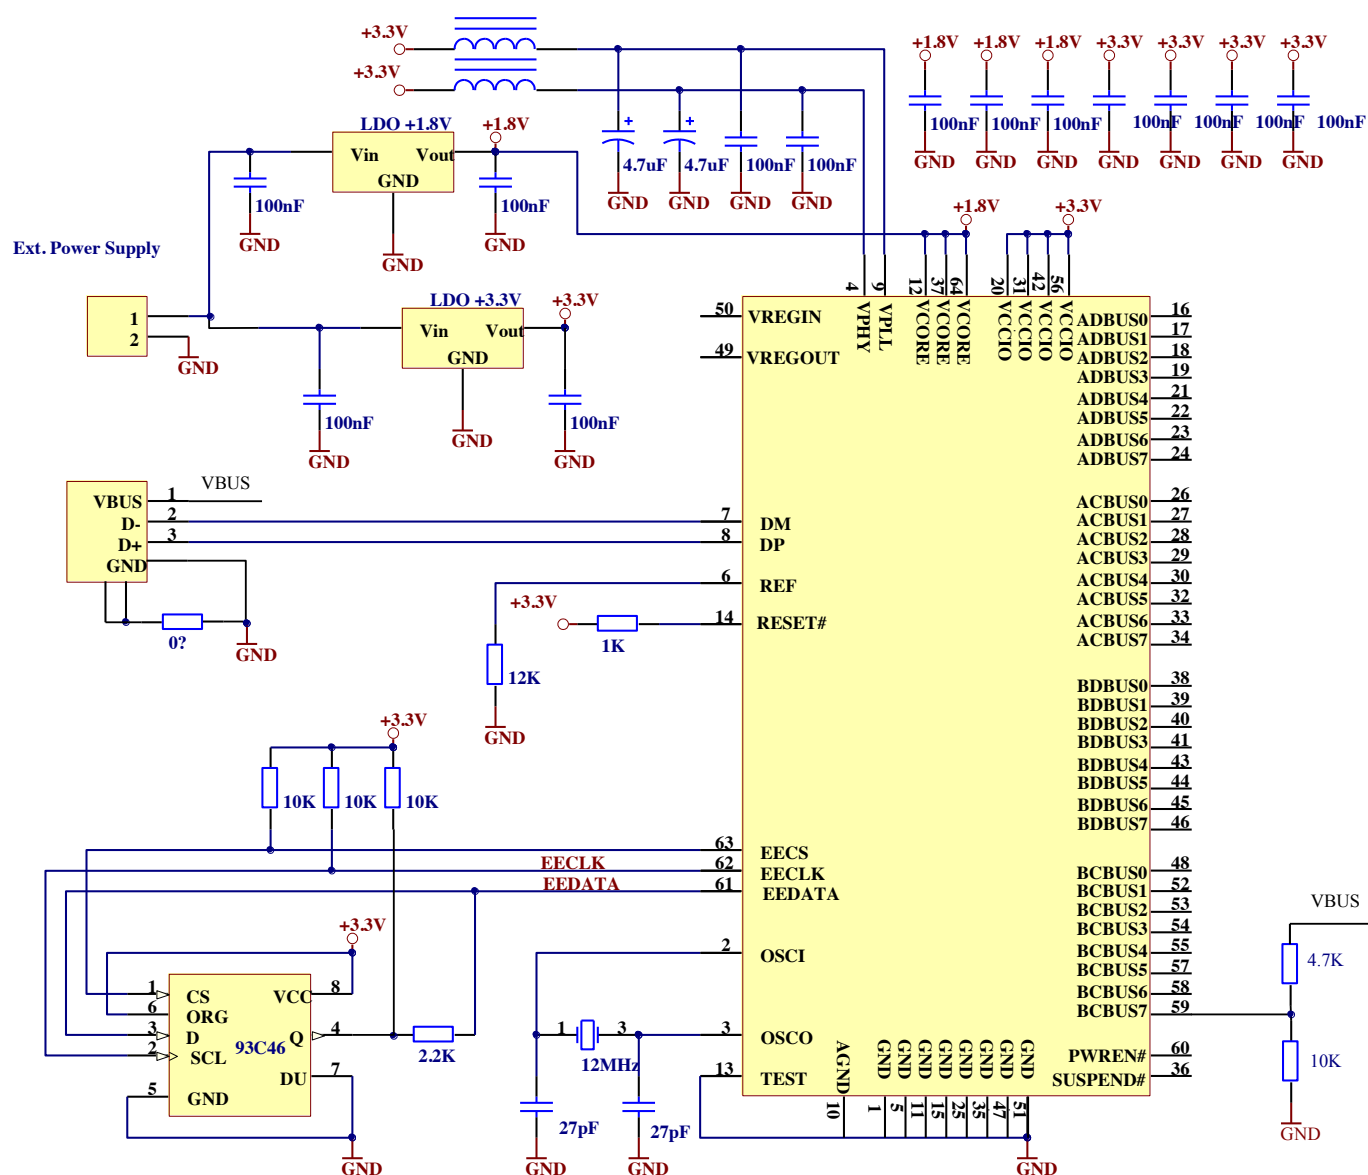 +3.3V
+3.3V
4.7uF
4.7uF
100nF
100nF
GND
GND
GND
GND
+1.8V
+1.8V
+1.8V
+3.3V
+3.3V
+3.3V
+3.3V
100nF
100nF
100nF
100nF
100nF
100nF
100nF
GND
GND
GND
GND
GND
GND
GND
LDO +1.8V
+1.8V
Vin
Vout
GND
100nF
100nF
GND
GND
GND
Ext. Power Supply
1
2
GND
LDO +3.3V
+3.3V
Vin
Vout
GND
100nF
100nF
GND
GND
GND
+1.8V
+3.3V
4
9
12
37
64
20
31
42
56
VPHY
VPLL
VCORE
VCORE
VCORE
VCCIO
VCCIO
VCCIO
VCCIO
50 VREGIN
49 VREGOUT
VBUS 1 VBUS
D- 2
D+ 3
GND
0?
GND
7 DM
8 DP
6 REF
+3.3V
1K
14 RESET#
12K
GND
+3.3V
10K
10K
10K
63 EECS
EECLK 62 EECLK
EEDATA 61 EEDATA
+3.3V
1 CS
6 ORG
3 D
2 SCL
5 GND
93C46
VCC 8
Q 4
DU 7
2.2K
GND
2 OSCI
1
3
12MHz
3 OSCO
13 TEST
27pF
27pF
GND
GND
AGND
GND
GND
GND
GND
GND
GND
GND
GND
10
1
5
11
15
25
35
47
51
GND
ADBUS0 16
ADBUS1 17
ADBUS2 18
ADBUS3 19
ADBUS4 21
ADBUS5 22
ADBUS6 23
ADBUS7 24
ACBUS0 26
ACBUS1 27
ACBUS2 28
ACBUS3 29
ACBUS4 30
ACBUS5 32
ACBUS6 33
ACBUS7 34
BDBUS0 38
BDBUS1 39
BDBUS2 40
BDBUS3 41
BDBUS4 43
BDBUS5 44
BDBUS6 45
BDBUS7 46
BCBUS0 48
BCBUS1 52
BCBUS2 53
BCBUS3 54
BCBUS4 55
BCBUS5 57
BCBUS6 58
BCBUS7 59
PWREN# 60
SUSPEND# 36
VBUS
4.7K
10K
GND